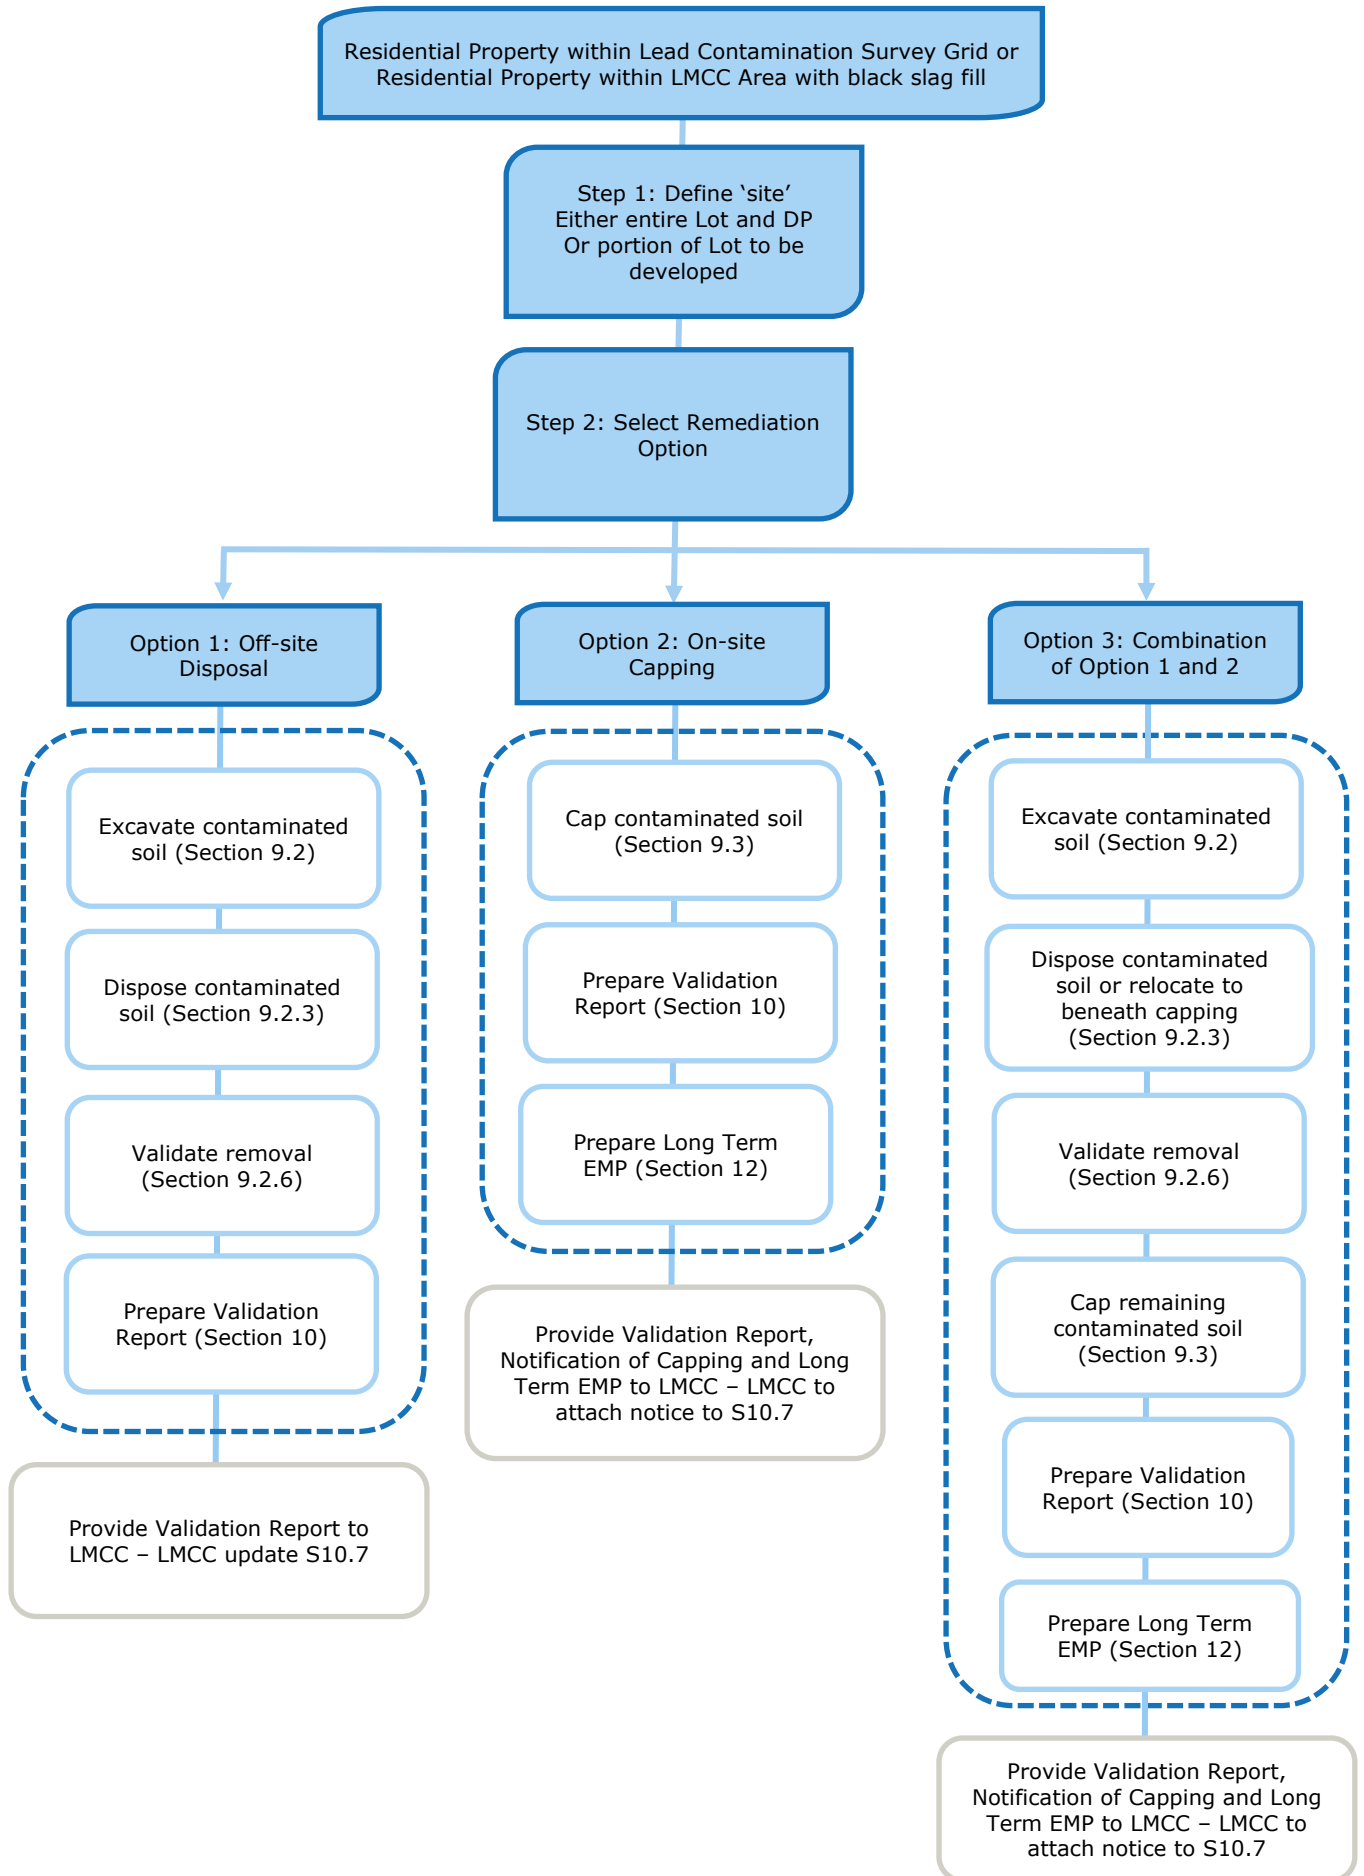 Residential Property within Lead Contamination Survey Grid or
Residential Property within LMCC Area with black slag fill
Step 1: Define ‘site’
Either entire Lot and DP
Or portion of Lot to be
developed
Step 2: Select Remediation
Option
Option 1: Off-site
Disposal
Excavate contaminated
soil (Section 9.2)
Dispose contaminated
soil (Section 9.2.3)
Validate removal
(Section 9.2.6)
Prepare Validation
Report (Section 10)
Provide Validation Report to
LMCC – LMCC update S10.7
Option 2: On-site
Capping
Cap contaminated soil
(Section 9.3)
Prepare Validation
Report (Section 10)
Prepare Long Term
EMP (Section 12)
Provide Validation Report,
Notification of Capping and Long
Term EMP to LMCC – LMCC to
attach notice to S10.7
Option 3: Combination
of Option 1 and 2
Excavate contaminated
soil (Section 9.2)
Dispose contaminated
soil or relocate to
beneath capping
(Section 9.2.3)
Validate removal
(Section 9.2.6)
Cap remaining
contaminated soil
(Section 9.3)
Prepare Validation
Report (Section 10)
Prepare Long Term
EMP (Section 12)
Provide Validation Report,
Notification of Capping and Long
Term EMP to LMCC – LMCC to
attach notice to S10.7